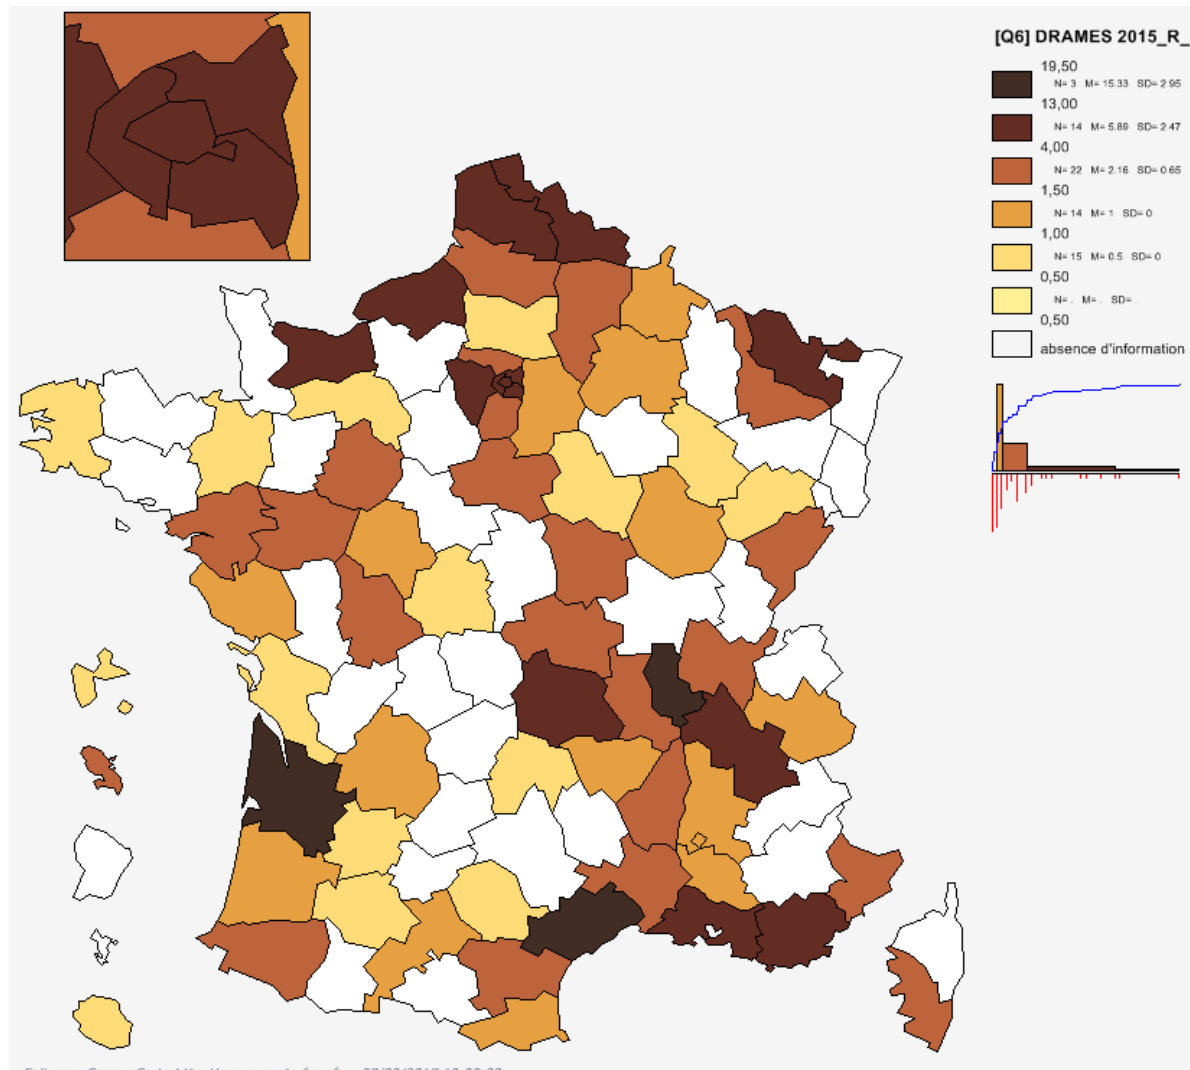 [Q6] DRAMES 2015_R_
19,50
N= 3 M= 15.33 SD= 2.95
13,00
N= 14 M= 5.89 SD= 2.47
4,00
N= 22 M= 2.16 SD= 0.65
1,50
N= 14 M= 1 SD= 0
1,00
N= 15 M= 0.5 SD= 0
0,50
N= . M= . SD= .
0,50
absence d'information